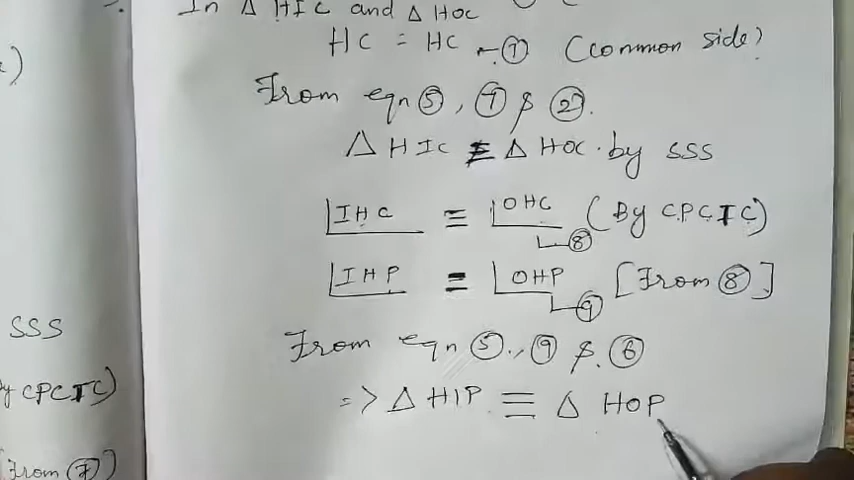 )
SSS
By CPCTC)
[From ⑦]
∴ In Δ HIC and Δ HOC
HC = HC ←⑦ (common side)
From eqn ⑤, ⑦ & ②.
Δ HIC ≡ Δ HOC by SSS
∠IHC ≡ ∠OHC (By CPCTC)
⑧
∠IHP ≡ ∠OHP [From ⑧]
⑨
From eqn ⑤, ⑨ & ⑥
=> Δ HIP ≡ Δ HOP